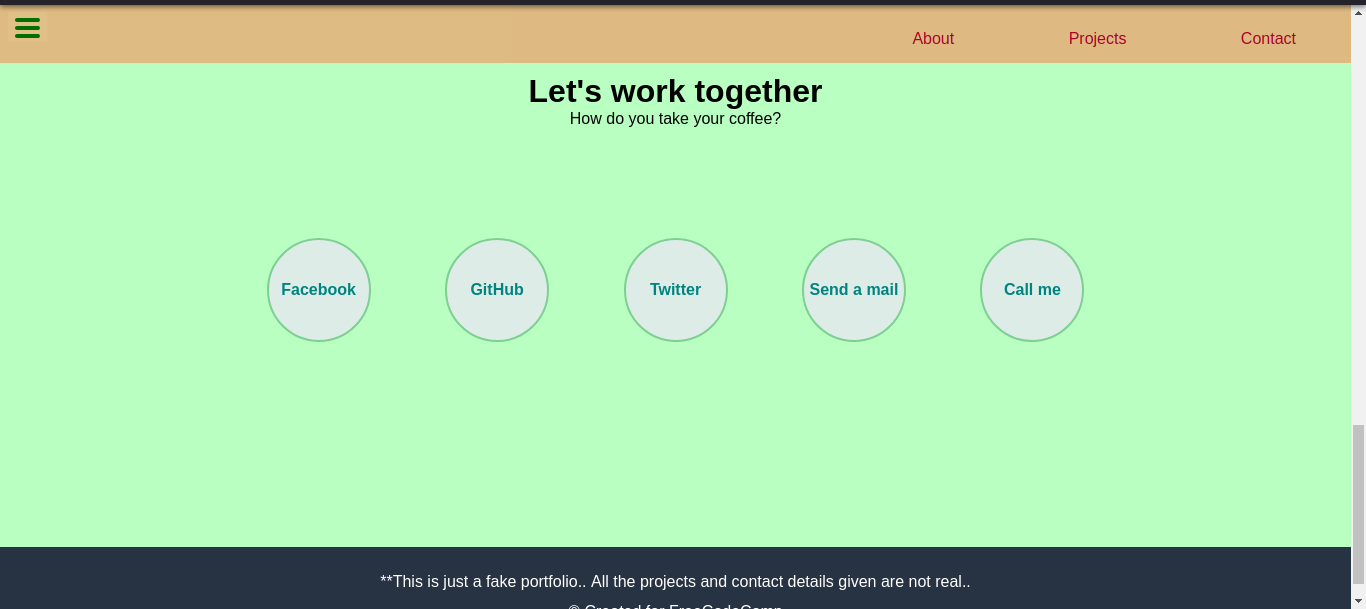 About Projects Contact
Let's work together
How do you take your coffee?
Facebook GitHub Twitter Send a mail Call me
**This is just a fake portfolio.. All the projects and contact details given are not real..
© Created for FreeCodeCamp